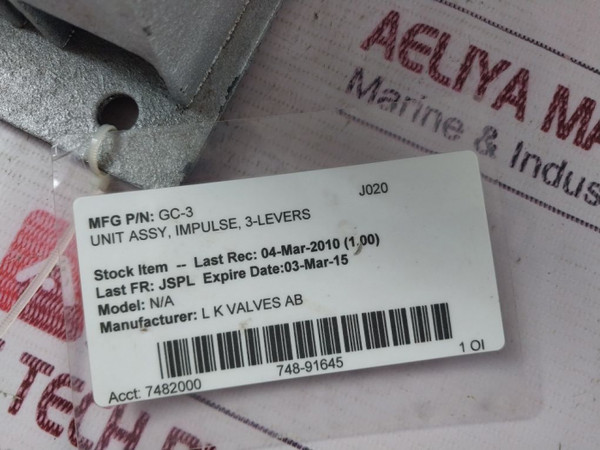 AELIYA MA
Marine & Indus
J020
MFG P/N: GC-3
UNIT ASSY, IMPULSE, 3-LEVERS
Stock Item -- Last Rec: 04-Mar-2010 (1.00)
Last FR: JSPL Expire Date:03-Mar-15
Model: N/A
Manufacturer: L K VALVES AB
748-91645
Acct: 7482000
1 OI
TECH